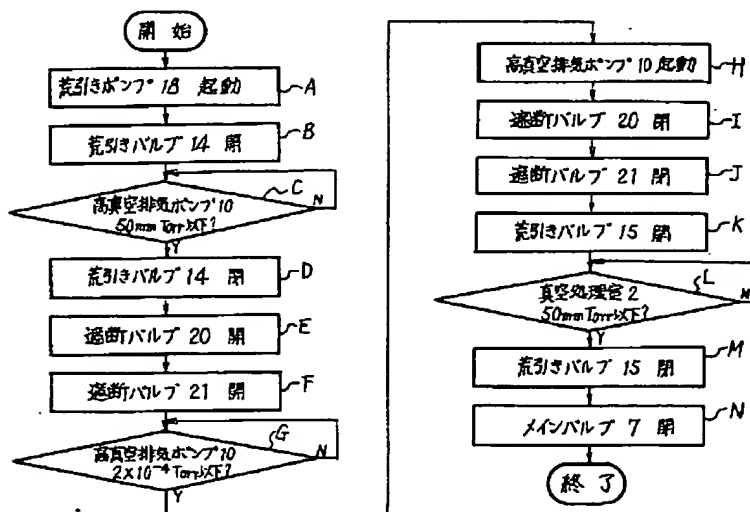 開 始
荒引きポンプ 18 起動
A
荒引きバルブ 14 開
B
C
高真空排気ポンプ 10
50mm Torr以下?
N
Y
荒引きバルブ 14 閉
D
遮断バルブ 20 開
E
遮断バルブ 21 開
F
G
高真空排気ポンプ 10
2×10⁻⁴ Torr以下?
N
Y
高真空排気ポンプ 10 起動
H
遮断バルブ 20 閉
I
遮断バルブ 21 閉
J
荒引きバルブ 15 開
K
L
真空処理室 2
50mm Torr以下?
N
Y
荒引きバルブ 15 閉
M
メインバルブ 7 開
N
終 了